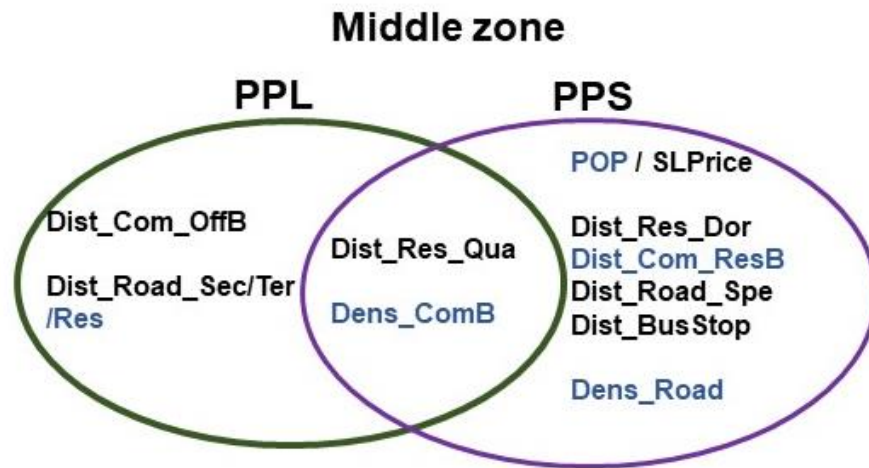 Middle zone
PPL
PPS
Dist_Com_OffB
Dist_Road_Sec/Ter
/Res
Dist_Res_Qua
Dens_ComB
POP / SLPrice
Dist_Res_Dor
Dist_Com_ResB
Dist_Road_Spe
Dist_BusStop
Dens_Road